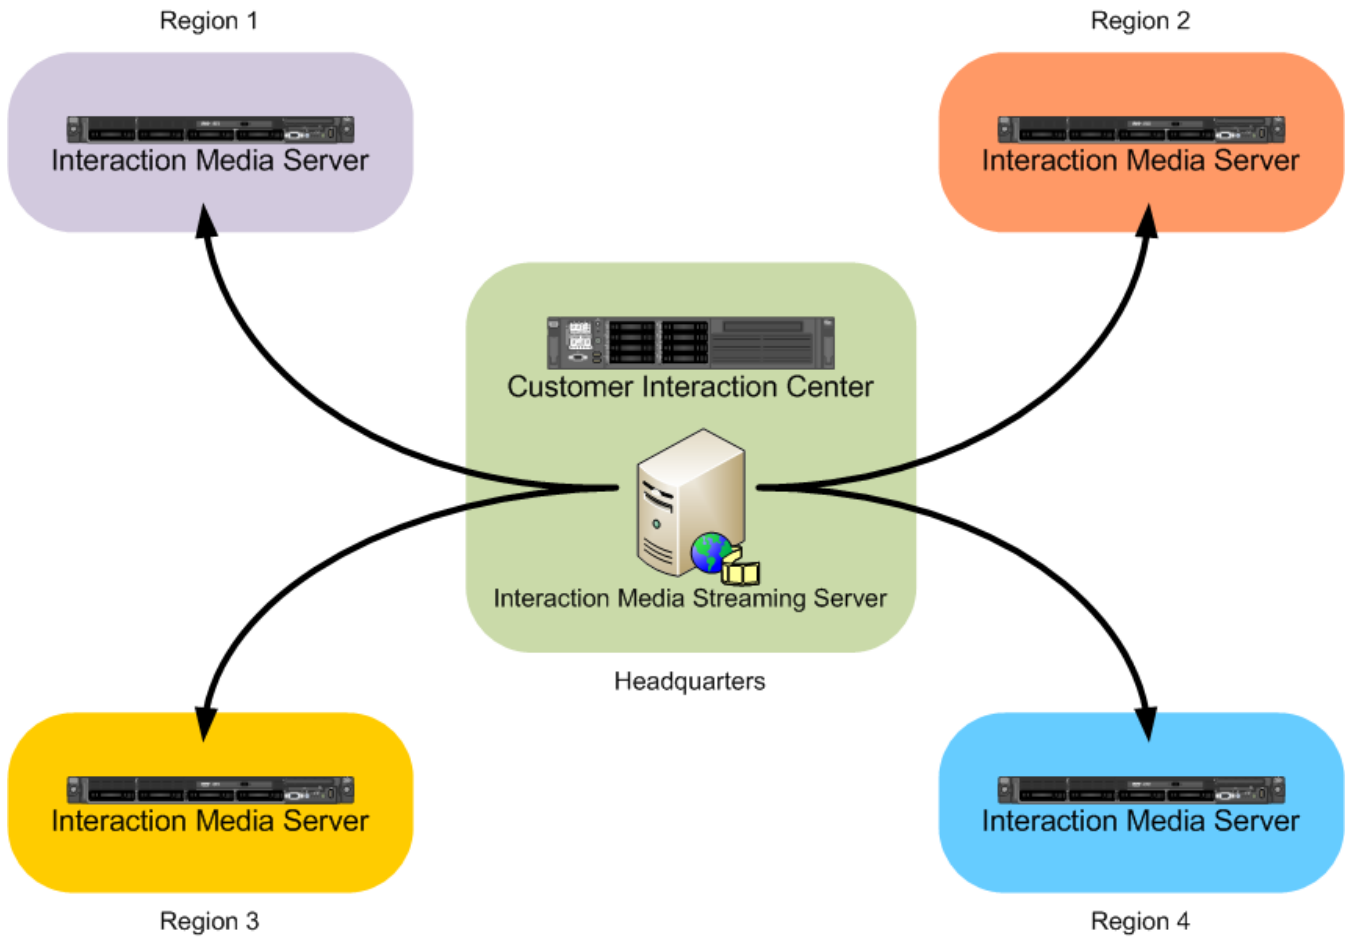 Region 1
Region 2
Interaction Media Server
Interaction Media Server
Customer Interaction Center
Interaction Media Streaming Server
Headquarters
Interaction Media Server
Interaction Media Server
Region 3
Region 4